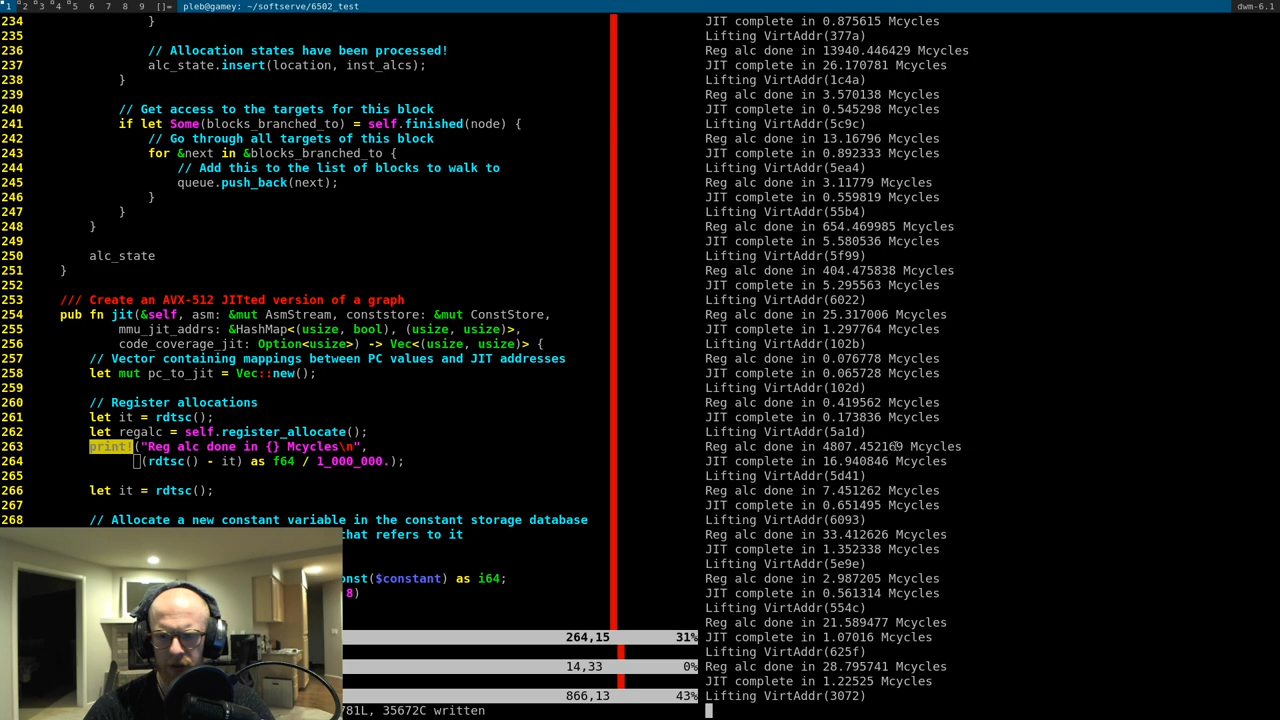 1 2 3 4 5 6 7 8 9 []= pleb@gamey: ~/softserve/6502_test dwm-6.1
234 }
235
236 // Allocation states have been processed!
237 alc_state.insert(location, inst_alcs);
238 }
239
240 // Get access to the targets for this block
241 if let Some(blocks_branched_to) = self.finished(node) {
242 // Go through all targets of this block
243 for &next in &blocks_branched_to {
244 // Add this to the list of blocks to walk to
245 queue.push_back(next);
246 }
247 }
248 }
249
250 alc_state
251 }
252
253 /// Create an AVX-512 JITted version of a graph
254 pub fn jit(&self, asm: &mut AsmStream, conststore: &mut ConstStore,
255 mmu_jit_addrs: &HashMap<(usize, bool), (usize, usize)>,
256 code_coverage_jit: Option<usize>) -> Vec<(usize, usize)> {
257 // Vector containing mappings between PC values and JIT addresses
258 let mut pc_to_jit = Vec::new();
259
260 // Register allocations
261 let it = rdtsc();
262 let regalc = self.register_allocate();
263 print!("Reg alc done in {} Mcycles\n",
264 (rdtsc() - it) as f64 / 1_000_000.);
265
266 let it = rdtsc();
267
268 // Allocate a new constant variable in the constant storage database
that refers to it
onst($constant) as i64;
8)
264,15 31%
14,33 0%
866,13 43%
781L, 35672C written
JIT complete in 0.875615 Mcycles
Lifting VirtAddr(377a)
Reg alc done in 13940.446429 Mcycles
JIT complete in 26.170781 Mcycles
Lifting VirtAddr(1c4a)
Reg alc done in 3.570138 Mcycles
JIT complete in 0.545298 Mcycles
Lifting VirtAddr(5c9c)
Reg alc done in 13.16796 Mcycles
JIT complete in 0.892333 Mcycles
Lifting VirtAddr(5ea4)
Reg alc done in 3.11779 Mcycles
JIT complete in 0.559819 Mcycles
Lifting VirtAddr(55b4)
Reg alc done in 654.469985 Mcycles
JIT complete in 5.580536 Mcycles
Lifting VirtAddr(5f99)
Reg alc done in 404.475838 Mcycles
JIT complete in 5.295563 Mcycles
Lifting VirtAddr(6022)
Reg alc done in 25.317006 Mcycles
JIT complete in 1.297764 Mcycles
Lifting VirtAddr(102b)
Reg alc done in 0.076778 Mcycles
JIT complete in 0.065728 Mcycles
Lifting VirtAddr(102d)
Reg alc done in 0.419562 Mcycles
JIT complete in 0.173836 Mcycles
Lifting VirtAddr(5a1d)
Reg alc done in 4807.452169 Mcycles
JIT complete in 16.940846 Mcycles
Lifting VirtAddr(5d41)
Reg alc done in 7.451262 Mcycles
JIT complete in 0.651495 Mcycles
Lifting VirtAddr(6093)
Reg alc done in 33.412626 Mcycles
JIT complete in 1.352338 Mcycles
Lifting VirtAddr(5e9e)
Reg alc done in 2.987205 Mcycles
JIT complete in 0.561314 Mcycles
Lifting VirtAddr(554c)
Reg alc done in 21.589477 Mcycles
JIT complete in 1.07016 Mcycles
Lifting VirtAddr(625f)
Reg alc done in 28.795741 Mcycles
JIT complete in 1.22525 Mcycles
Lifting VirtAddr(3072)